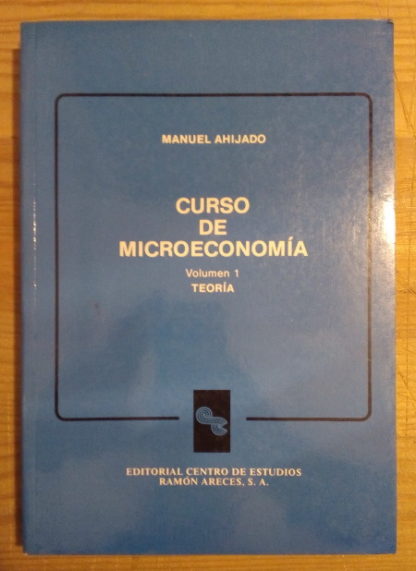 MANUEL AHIJADO
CURSO
DE
MICROECONOMÍA
Volumen 1
TEORÍA
EDITORIAL CENTRO DE ESTUDIOS
RAMÓN ARECES, S. A.